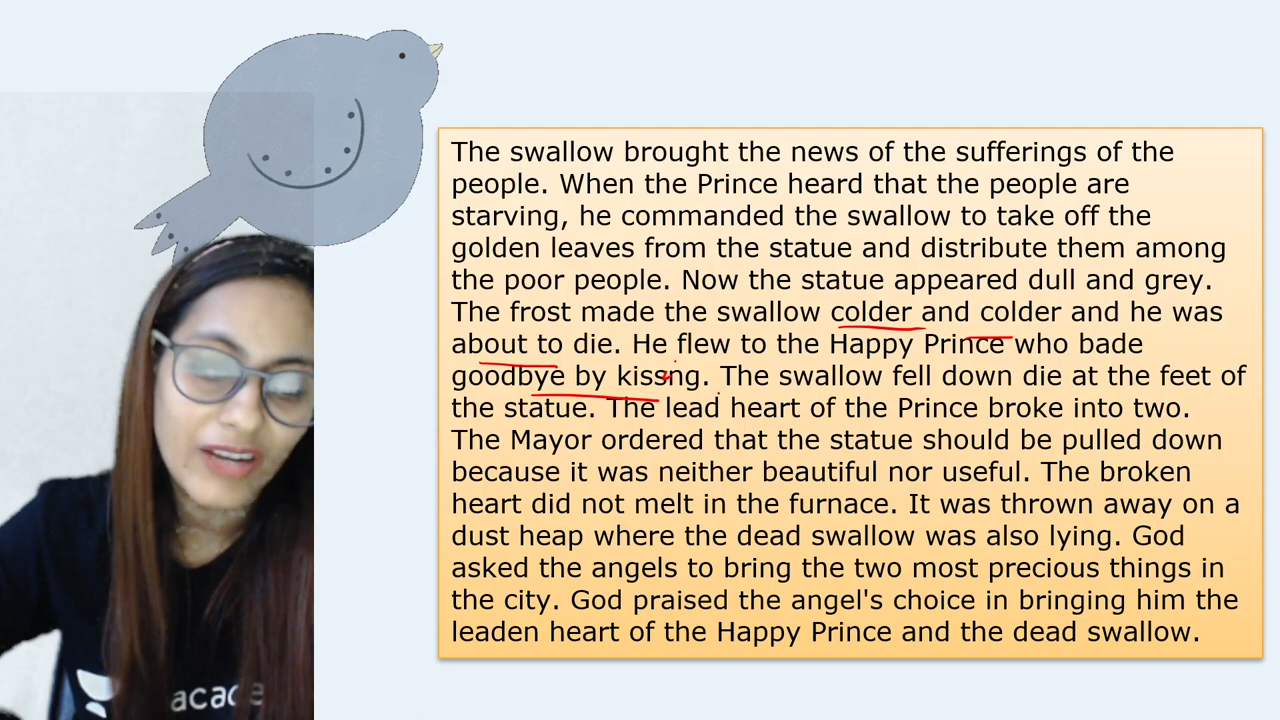 The swallow brought the news of the sufferings of the
people. When the Prince heard that the people are
starving, he commanded the swallow to take off the
golden leaves from the statue and distribute them among
the poor people. Now the statue appeared dull and grey.
The frost made the swallow colder and colder and he was
about to die. He flew to the Happy Prince who bade
goodbye by kissng. The swallow fell down die at the feet of
the statue. The lead heart of the Prince broke into two.
The Mayor ordered that the statue should be pulled down
because it was neither beautiful nor useful. The broken
heart did not melt in the furnace. It was thrown away on a
dust heap where the dead swallow was also lying. God
asked the angels to bring the two most precious things in
the city. God praised the angel's choice in bringing him the
leaden heart of the Happy Prince and the dead swallow.